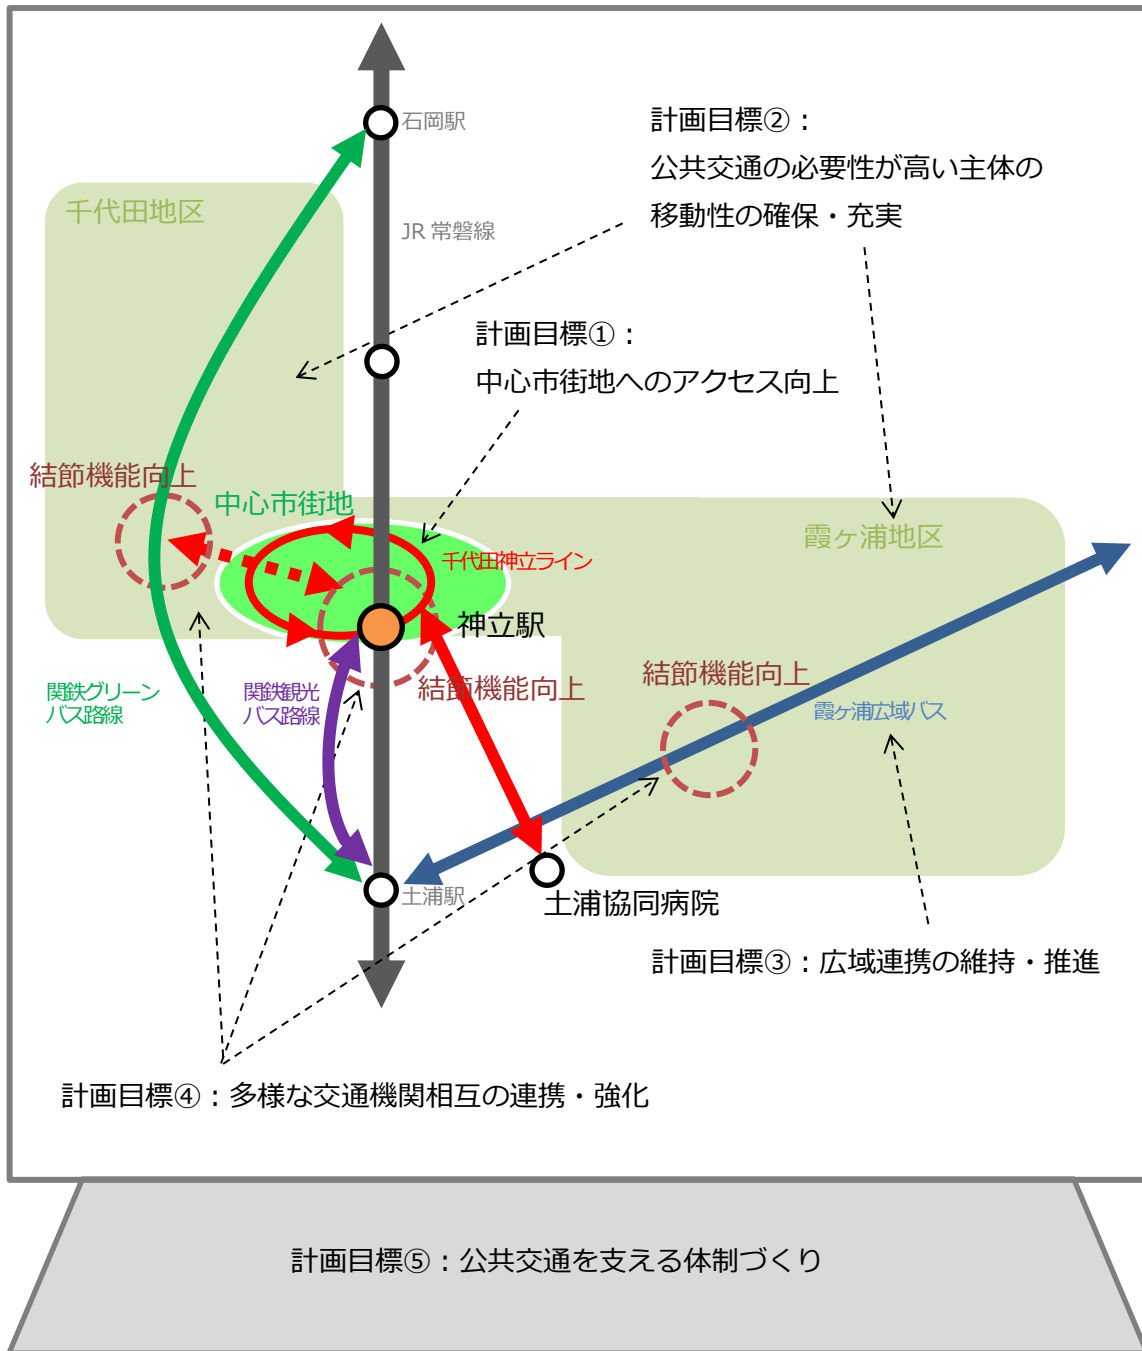 石岡駅
計画目標②：
公共交通の必要性が高い主体の
移動性の確保・充実
千代田地区
JR 常磐線
計画目標①：
中心市街地へのアクセス向上
結節機能向上
中心市街地
霞ヶ浦地区
千代田神立ライン
神立駅
関鉄グリーン
バス路線
関鉄観光
バス路線
結節機能向上
結節機能向上
霞ヶ浦広域バス
土浦駅
土浦協同病院
計画目標③：広域連携の維持・推進
計画目標④：多様な交通機関相互の連携・強化
計画目標⑤：公共交通を支える体制づくり